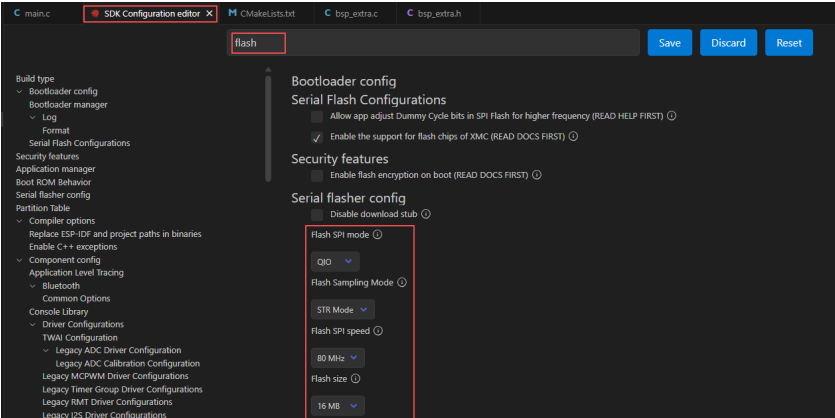 main.c
SDK Configuration editor
CMakeLists.txt
bsp_extra.c
bsp_extra.h
flash
Save
Discard
Reset
Build type
Bootloader config
Bootloader manager
Log
Format
Serial Flash Configurations
Security features
Application manager
Boot ROM Behavior
Serial flasher config
Partition Table
Compiler options
Replace ESP-IDF and project paths in binaries
Enable C++ exceptions
Component config
Application Level Tracing
Bluetooth
Common Options
Console Library
Driver Configurations
TWAI Configuration
Legacy ADC Driver Configuration
Legacy ADC Calibration Configuration
Legacy MCPWM Driver Configurations
Legacy Timer Group Driver Configurations
Legacy RMT Driver Configurations
Legacy I2S Driver Configurations
Bootloader config
Serial Flash Configurations
Allow app adjust Dummy Cycle bits in SPI Flash for higher frequency (READ HELP FIRST)
Enable the support for flash chips of XMC (READ DOCS FIRST)
Security features
Enable flash encryption on boot (READ DOCS FIRST)
Serial flasher config
Disable download stub
Flash SPI mode
QIO
Flash Sampling Mode
STR Mode
Flash SPI speed
80 MHz
Flash size
16 MB